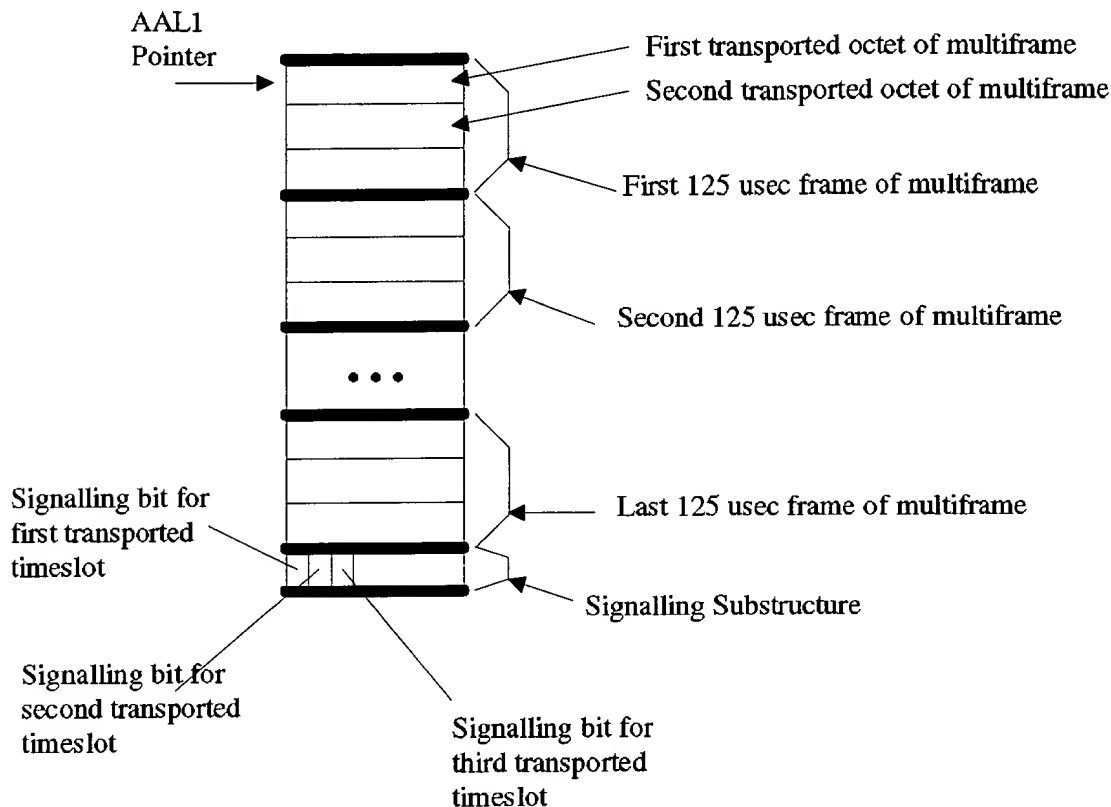 AAL1
Pointer
First transported octet of multiframe
Second transported octet of multiframe
First 125 usec frame of multiframe
Second 125 usec frame of multiframe
Last 125 usec frame of multiframe
Signalling bit for
first transported
timeslot
Signalling Substructure
Signalling bit for
second transported
timeslot
Signalling bit for
third transported
timeslot